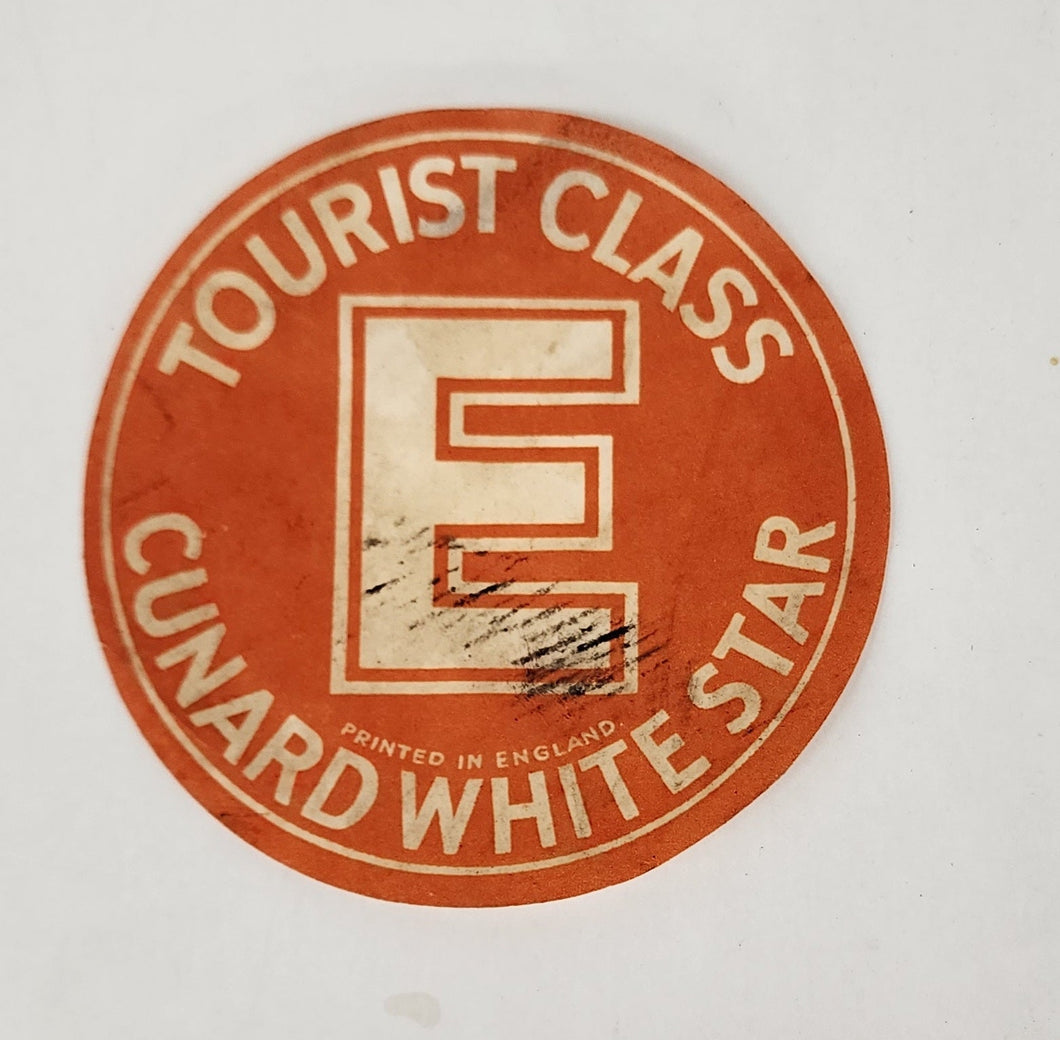 TOURIST CLASS
E
PRINTED IN ENGLAND.
CUNARD WHITE STAR